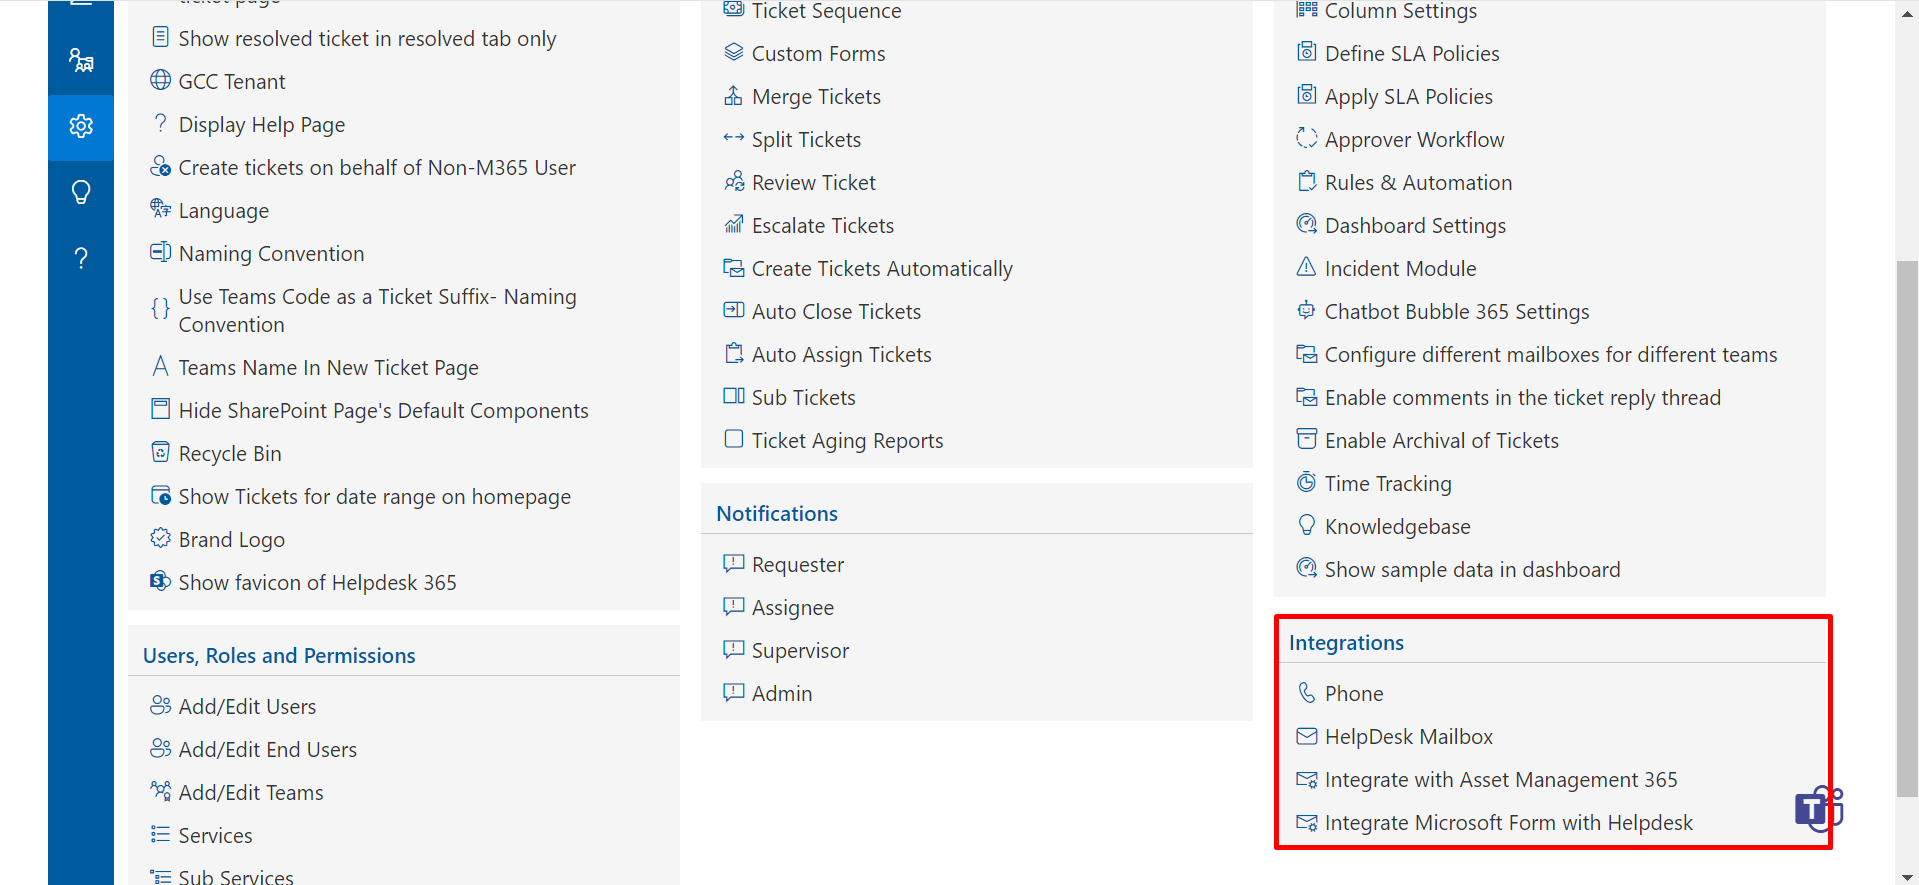 ticket page
Show resolved ticket in resolved tab only
GCC Tenant
Display Help Page
Create tickets on behalf of Non-M365 User
Language
Naming Convention
Use Teams Code as a Ticket Suffix- Naming
Convention
Teams Name In New Ticket Page
Hide SharePoint Page's Default Components
Recycle Bin
Show Tickets for date range on homepage
Brand Logo
Show favicon of Helpdesk 365
Users, Roles and Permissions
Add/Edit Users
Add/Edit End Users
Add/Edit Teams
Services
Sub Services
Ticket Sequence
Custom Forms
Merge Tickets
Split Tickets
Review Ticket
Escalate Tickets
Create Tickets Automatically
Auto Close Tickets
Auto Assign Tickets
Sub Tickets
Ticket Aging Reports
Notifications
Requester
Assignee
Supervisor
Admin
Column Settings
Define SLA Policies
Apply SLA Policies
Approver Workflow
Rules & Automation
Dashboard Settings
Incident Module
Chatbot Bubble 365 Settings
Configure different mailboxes for different teams
Enable comments in the ticket reply thread
Enable Archival of Tickets
Time Tracking
Knowledgebase
Show sample data in dashboard
Integrations
Phone
HelpDesk Mailbox
Integrate with Asset Management 365
Integrate Microsoft Form with Helpdesk